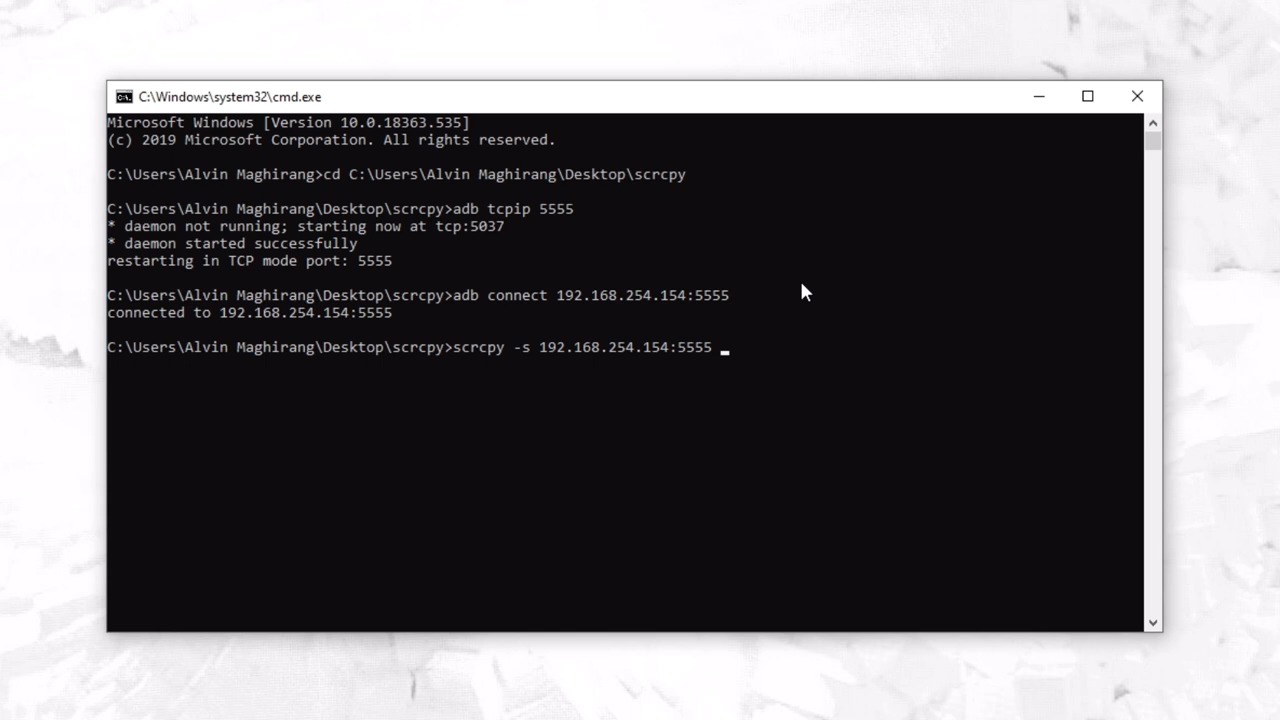 C:\Windows\system32\cmd.exe
Microsoft Windows [Version 10.0.18363.535]
(c) 2019 Microsoft Corporation. All rights reserved.
C:\Users\Alvin Maghirang>cd C:\Users\Alvin Maghirang\Desktop\scrcpy
C:\Users\Alvin Maghirang\Desktop\scrcpy>adb tcpip 5555
* daemon not running; starting now at tcp:5037
* daemon started successfully
restarting in TCP mode port: 5555
C:\Users\Alvin Maghirang\Desktop\scrcpy>adb connect 192.168.254.154:5555
connected to 192.168.254.154:5555
C:\Users\Alvin Maghirang\Desktop\scrcpy>scrcpy -s 192.168.254.154:5555